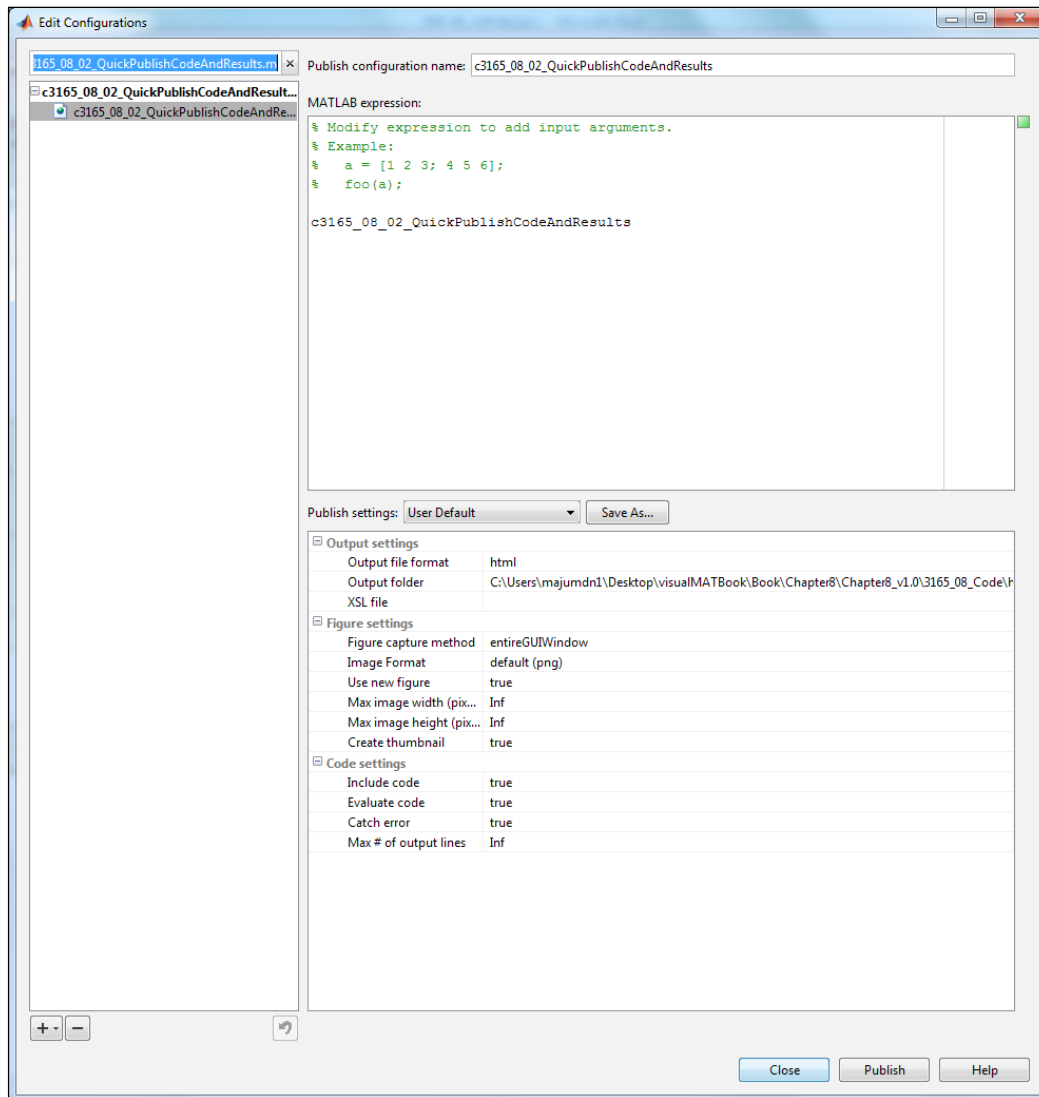 Edit Configurations
3165_08_02_QuickPublishCodeAndResults.m
Publish configuration name: c3165_08_02_QuickPublishCodeAndResults
c3165_08_02_QuickPublishCodeAndResult...
c3165_08_02_QuickPublishCodeAndRe...
MATLAB expression:
% Modify expression to add input arguments.
% Example:
%   a = [1 2 3; 4 5 6];
%   foo(a);
c3165_08_02_QuickPublishCodeAndResults
Publish settings: User Default Save As...
Output settings
Output file format html
Output folder C:\Users\majumdn1\Desktop\visualMATBook\Book\Chapter8\Chapter8_v1.0\3165_08_Code\h
XSL file
Figure settings
Figure capture method entireGUIWindow
Image Format default (png)
Use new figure true
Max image width (pix... Inf
Max image height (pix... Inf
Create thumbnail true
Code settings
Include code true
Evaluate code true
Catch error true
Max # of output lines Inf
Close Publish Help